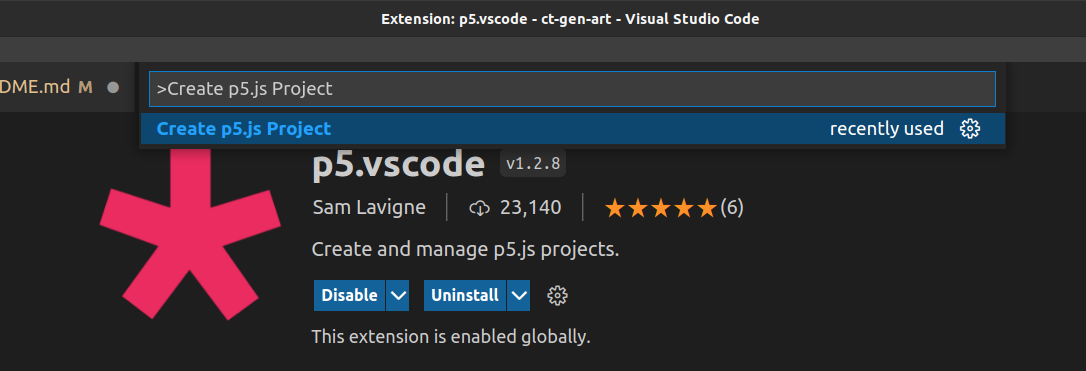 Extension: p5.vscode - ct-gen-art - Visual Studio Code
DME.md M
>Create p5.js Project
Create p5.js Project recently used
p5.vscode v1.2.8
Sam Lavigne 23,140 (6)
Create and manage p5.js projects.
Disable Uninstall
This extension is enabled globally.